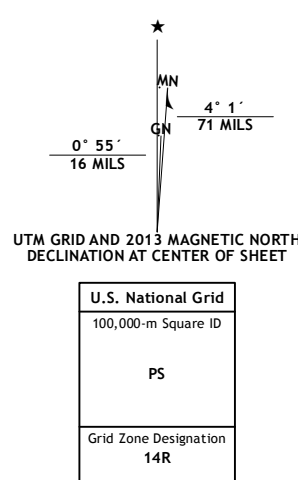 MN
4° 1´
71 MILS
GN
0° 55´
16 MILS
UTM GRID AND 2013 MAGNETIC NORTH
DECLINATION AT CENTER OF SHEET
U.S. National Grid
100,000-m Square ID
PS
Grid Zone Designation
14R